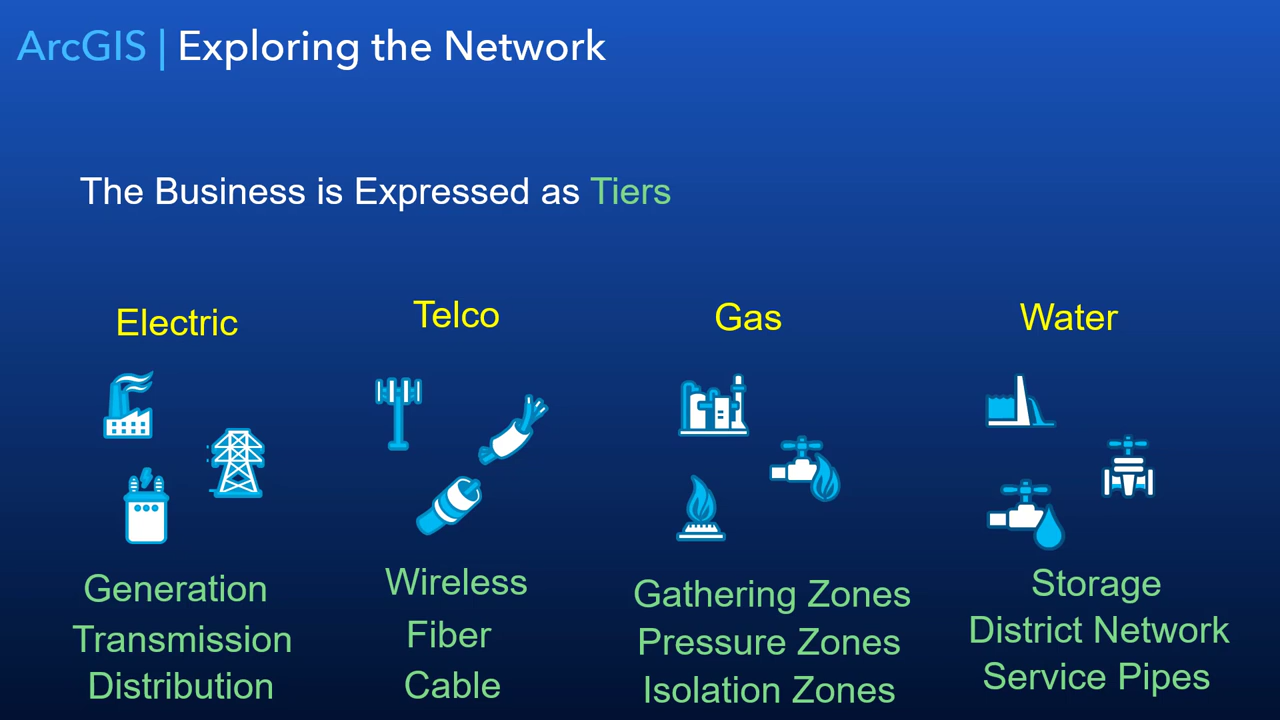 ArcGIS | Exploring the Network
The Business is Expressed as Tiers
Electric
Generation
Transmission
Distribution
Telco
Wireless
Fiber
Cable
Gas
Gathering Zones
Pressure Zones
Isolation Zones
Water
Storage
District Network
Service Pipes